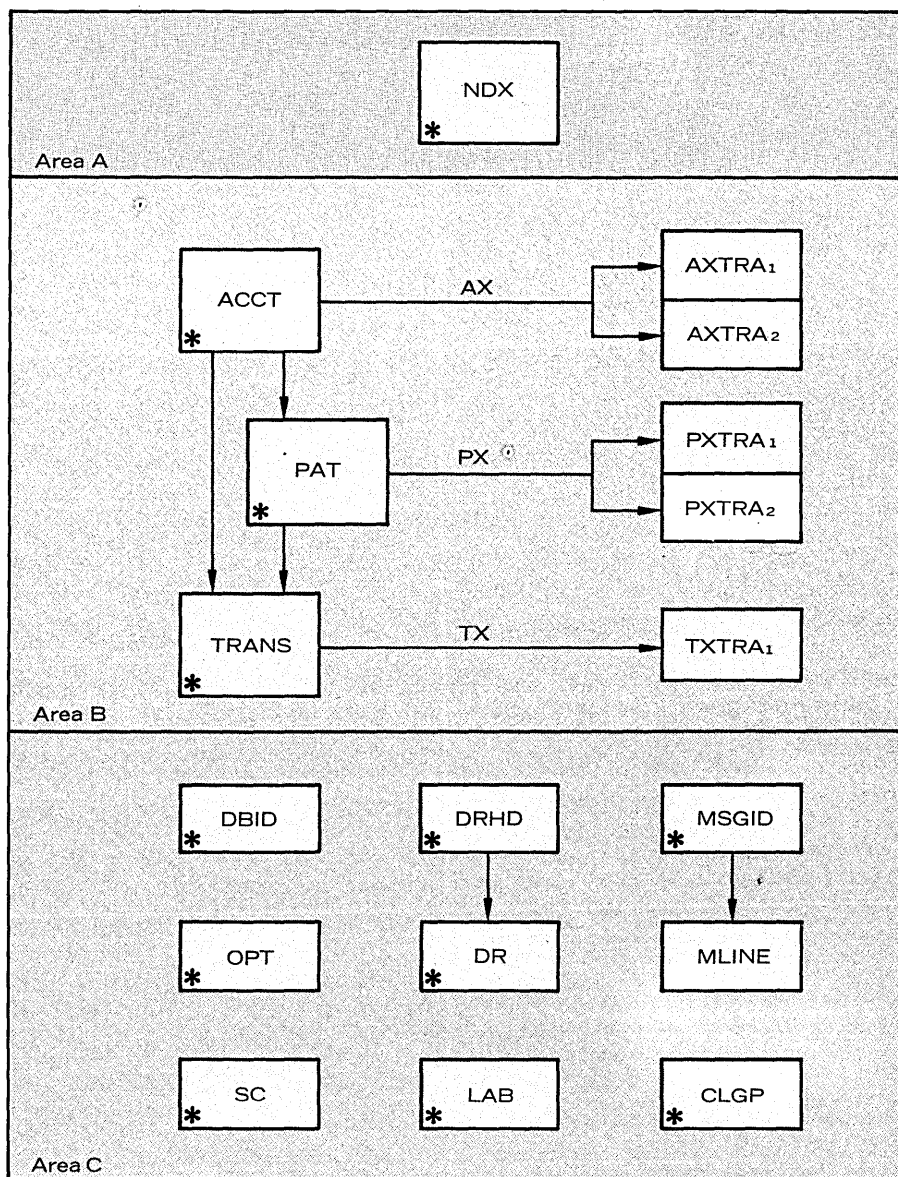 NDX
*
Area A
ACCT
*
AX
AXTRA₁
AXTRA₂
PAT
*
PX
PXTRA₁
PXTRA₂
TRANS
*
TX
TXTRA₁
Area B
DBID
*
DRHD
*
MSGID
*
OPT
*
DR
*
MLINE
SC
*
LAB
*
CLGP
*
Area C